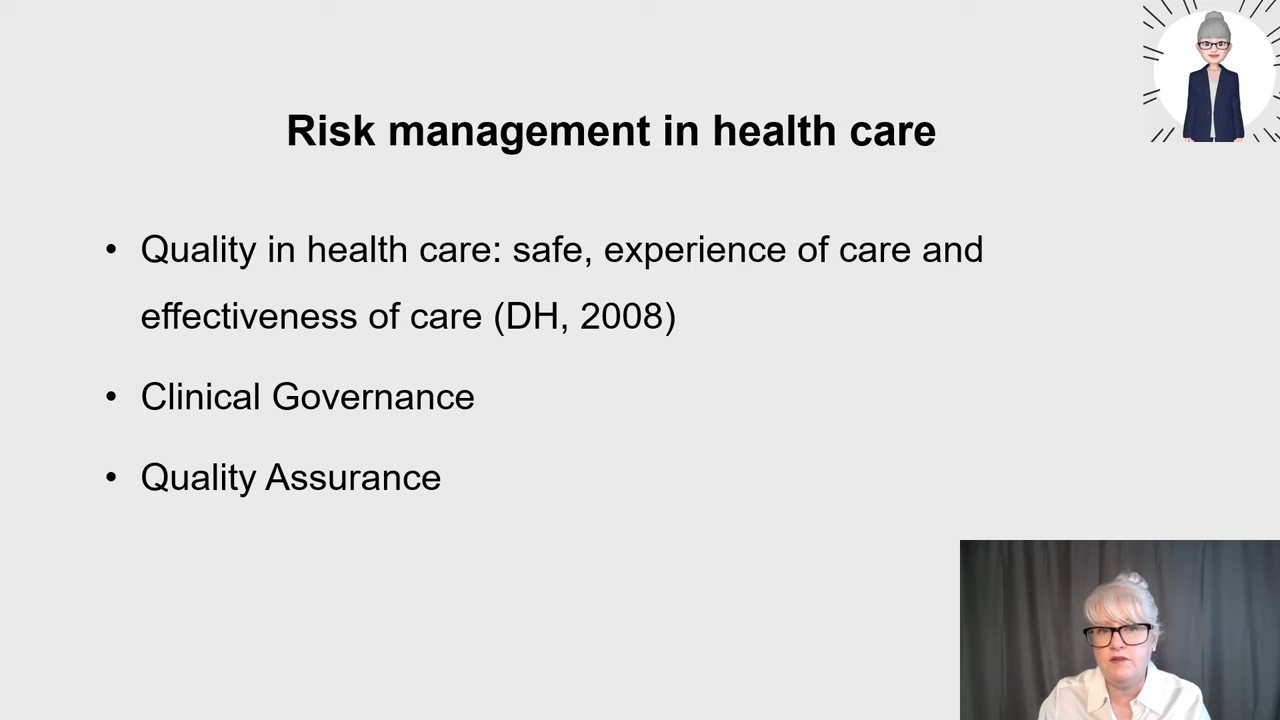 Risk management in health care
• Quality in health care: safe, experience of care and
effectiveness of care (DH, 2008)
• Clinical Governance
• Quality Assurance